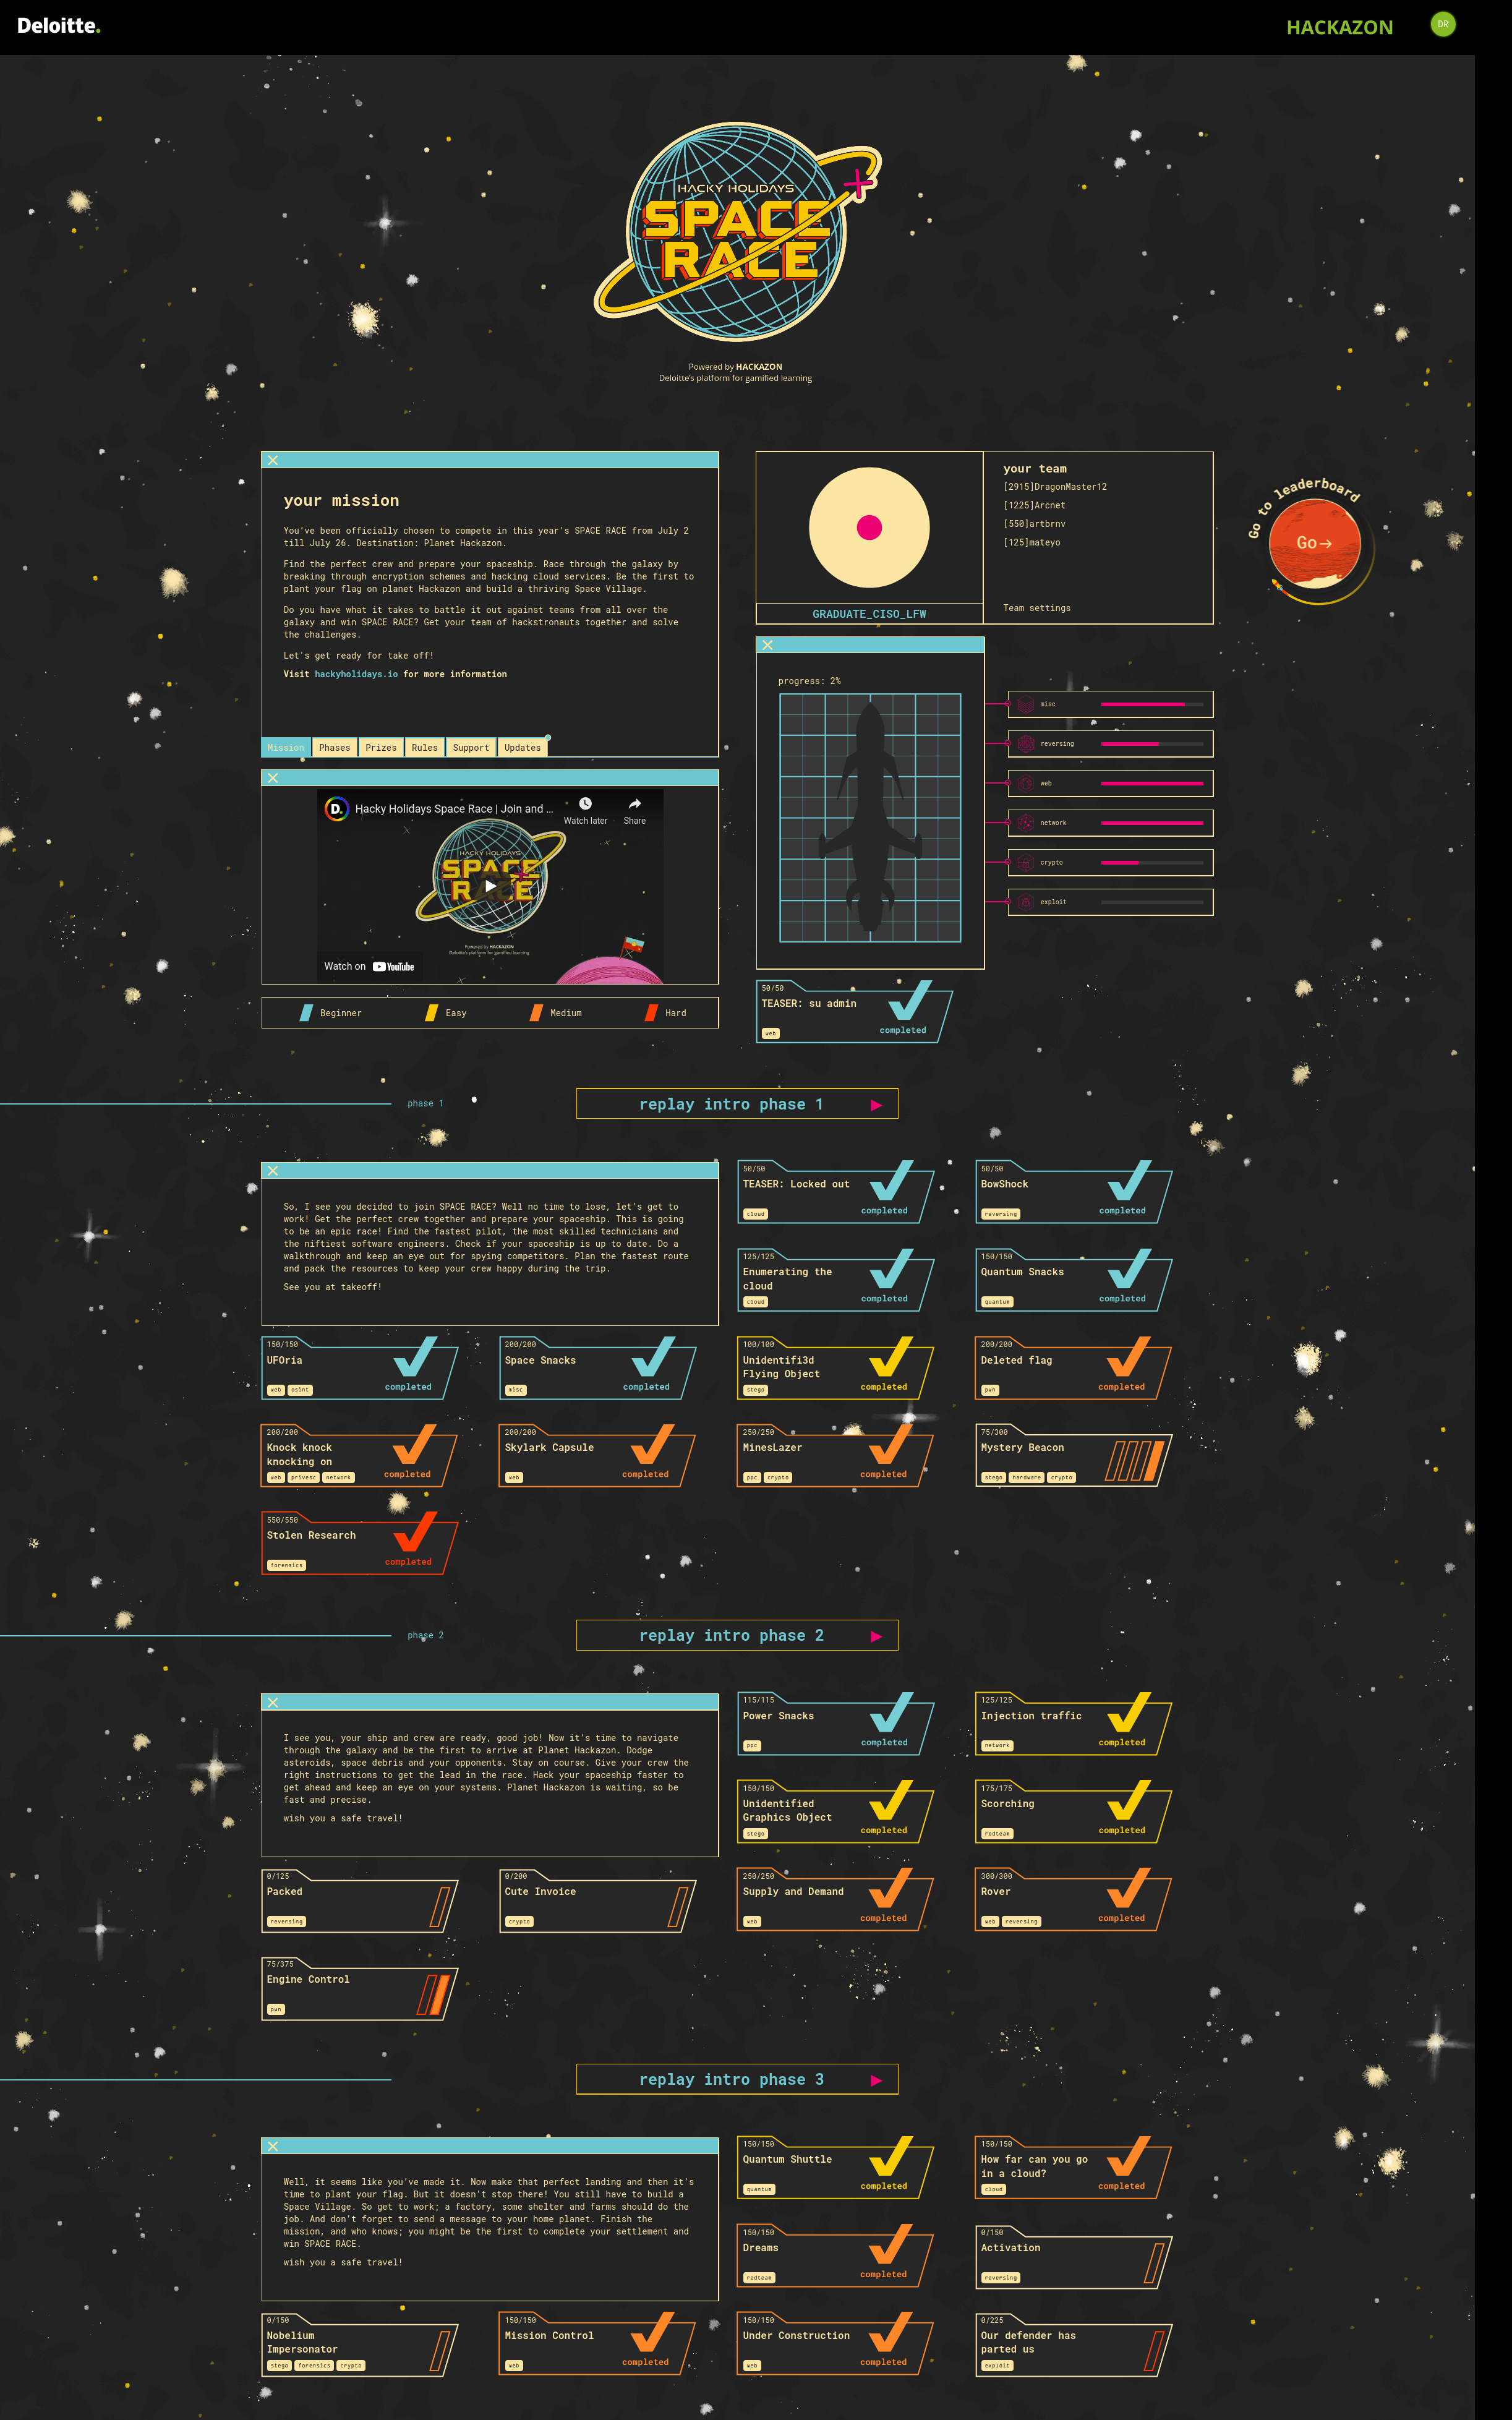 Deloitte.
HACKAZON
DR
HACKY HOLIDAYS
SPACE
RACE
Powered by HACKAZON
Deloitte's platform for gamified learning
your mission
You've been officially chosen to compete in this year's SPACE RACE from July 2
till July 26. Destination: Planet Hackazon.
Find the perfect crew and prepare your spaceship. Race through the galaxy by
breaking through encryption schemes and hacking cloud services. Be the first to
plant your flag on planet Hackazon and build a thriving Space Village.
Do you have what it takes to battle it out against teams from all over the
galaxy and win SPACE RACE? Get your team of hackstronauts together and solve
the challenges.
Let's get ready for take off!
Visit hackyholidays.io for more information
Mission Phases Prizes Rules Support Updates
GRADUATE_CISO_LFW
your team
[2915]DragonMaster12
[1225]Arcnet
[550]artbrnv
[125]mateyo
Team settings
Go to leaderboard
Go→
progress: 2%
misc
reversing
web
network
crypto
exploit
Hacky Holidays Space Race | Join and ...
Watch later
Share
HACKY HOLIDAYS
SPACE
RACE
Powered by HACKAZON
Deloitte's platform for gamified learning
Watch on YouTube
Beginner Easy Medium Hard
50/50
TEASER: su admin
web
completed
phase 1
replay intro phase 1
So, I see you decided to join SPACE RACE? Well no time to lose, let's get to
work! Get the perfect crew together and prepare your spaceship. This is going
to be an epic race! Find the fastest pilot, the most skilled technicians and
the niftiest software engineers. Check if your spaceship is up to date. Do a
walkthrough and keep an eye out for spying competitors. Plan the fastest route
and pack the resources to keep your crew happy during the trip.
See you at takeoff!
50/50
TEASER: Locked out
cloud
completed
50/50
BowShock
reversing
completed
125/125
Enumerating the
cloud
cloud
completed
150/150
Quantum Snacks
quantum
completed
150/150
UFOria
web osint
completed
200/200
Space Snacks
misc
completed
100/100
Unidentifi3d
Flying Object
stego
completed
200/200
Deleted flag
pwn
completed
200/200
Knock knock
knocking on
web privesc network
completed
200/200
Skylark Capsule
web
completed
250/250
MinesLazer
ppc crypto
completed
75/300
Mystery Beacon
stego hardware crypto
550/550
Stolen Research
forensics
completed
phase 2
replay intro phase 2
I see you, your ship and crew are ready, good job! Now it's time to navigate
through the galaxy and be the first to arrive at Planet Hackazon. Dodge
asteroids, space debris and your opponents. Stay on course. Give your crew the
right instructions to get the lead in the race. Hack your spaceship faster to
get ahead and keep an eye on your systems. Planet Hackazon is waiting, so be
fast and precise.
wish you a safe travel!
115/115
Power Snacks
ppc
completed
125/125
Injection traffic
network
completed
150/150
Unidentified
Graphics Object
stego
completed
175/175
Scorching
redteam
completed
0/125
Packed
reversing
0/200
Cute Invoice
crypto
250/250
Supply and Demand
web
completed
300/300
Rover
web reversing
completed
75/375
Engine Control
pwn
replay intro phase 3
Well, it seems like you've made it. Now make that perfect landing and then it's
time to plant your flag. But it doesn't stop there! You still have to build a
Space Village. So get to work; a factory, some shelter and farms should do the
job. And don't forget to send a message to your home planet. Finish the
mission, and who knows; you might be the first to complete your settlement and
win SPACE RACE.
wish you a safe travel!
150/150
Quantum Shuttle
quantum
completed
150/150
How far can you go
in a cloud?
cloud
completed
150/150
Dreams
redteam
completed
0/150
Activation
reversing
0/150
Nobelium
Impersonator
stego forensics crypto
150/150
Mission Control
web
completed
150/150
Under Construction
web
completed
0/225
Our defender has
parted us
exploit